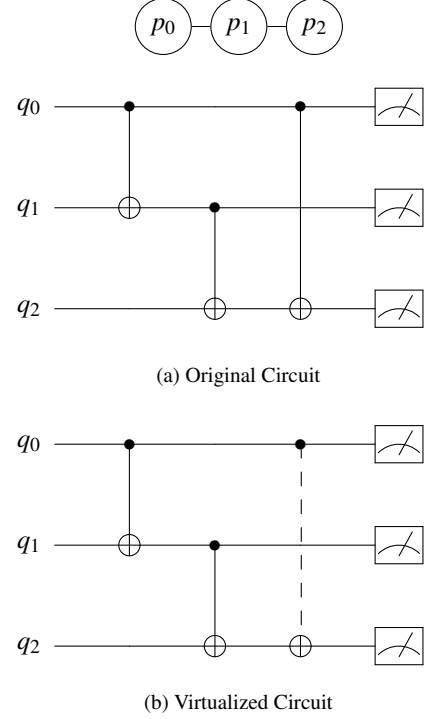 p0 p1 p2
q0
q1
q2
(a) Original Circuit
q0
q1
q2
(b) Virtualized Circuit